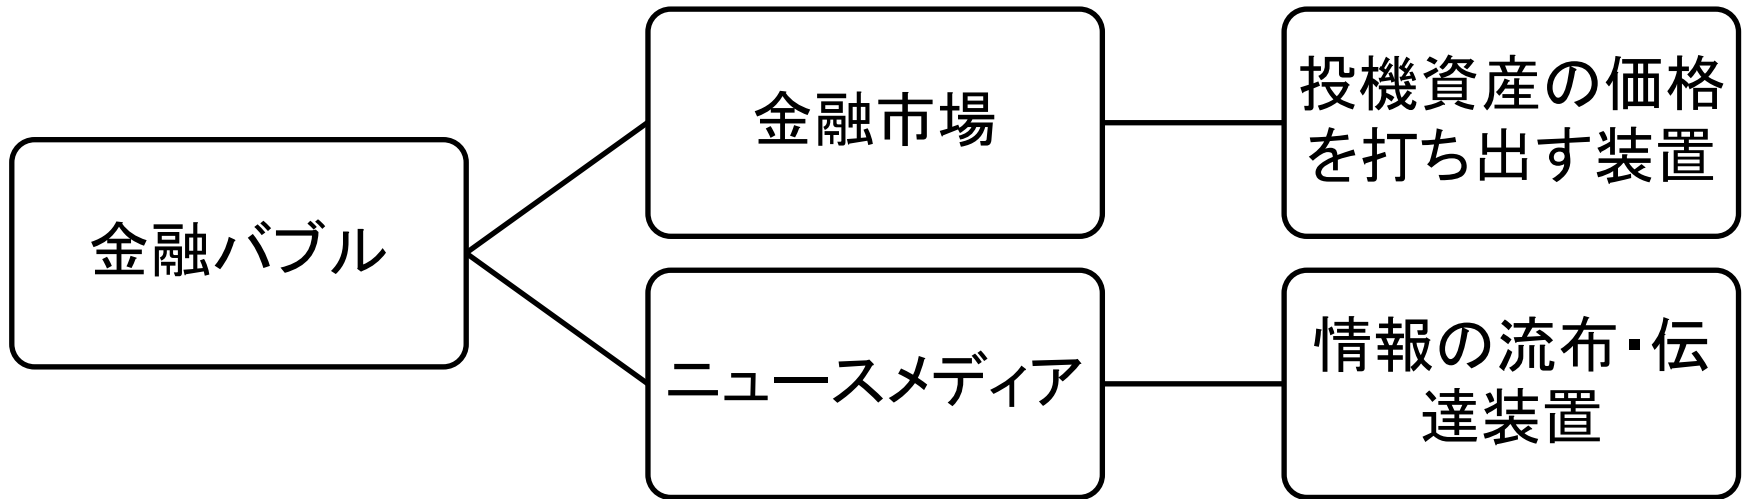 金融バブル
金融市場
投機資産の価格
を打ち出す装置
ニュースメディア
情報の流布・伝
達装置